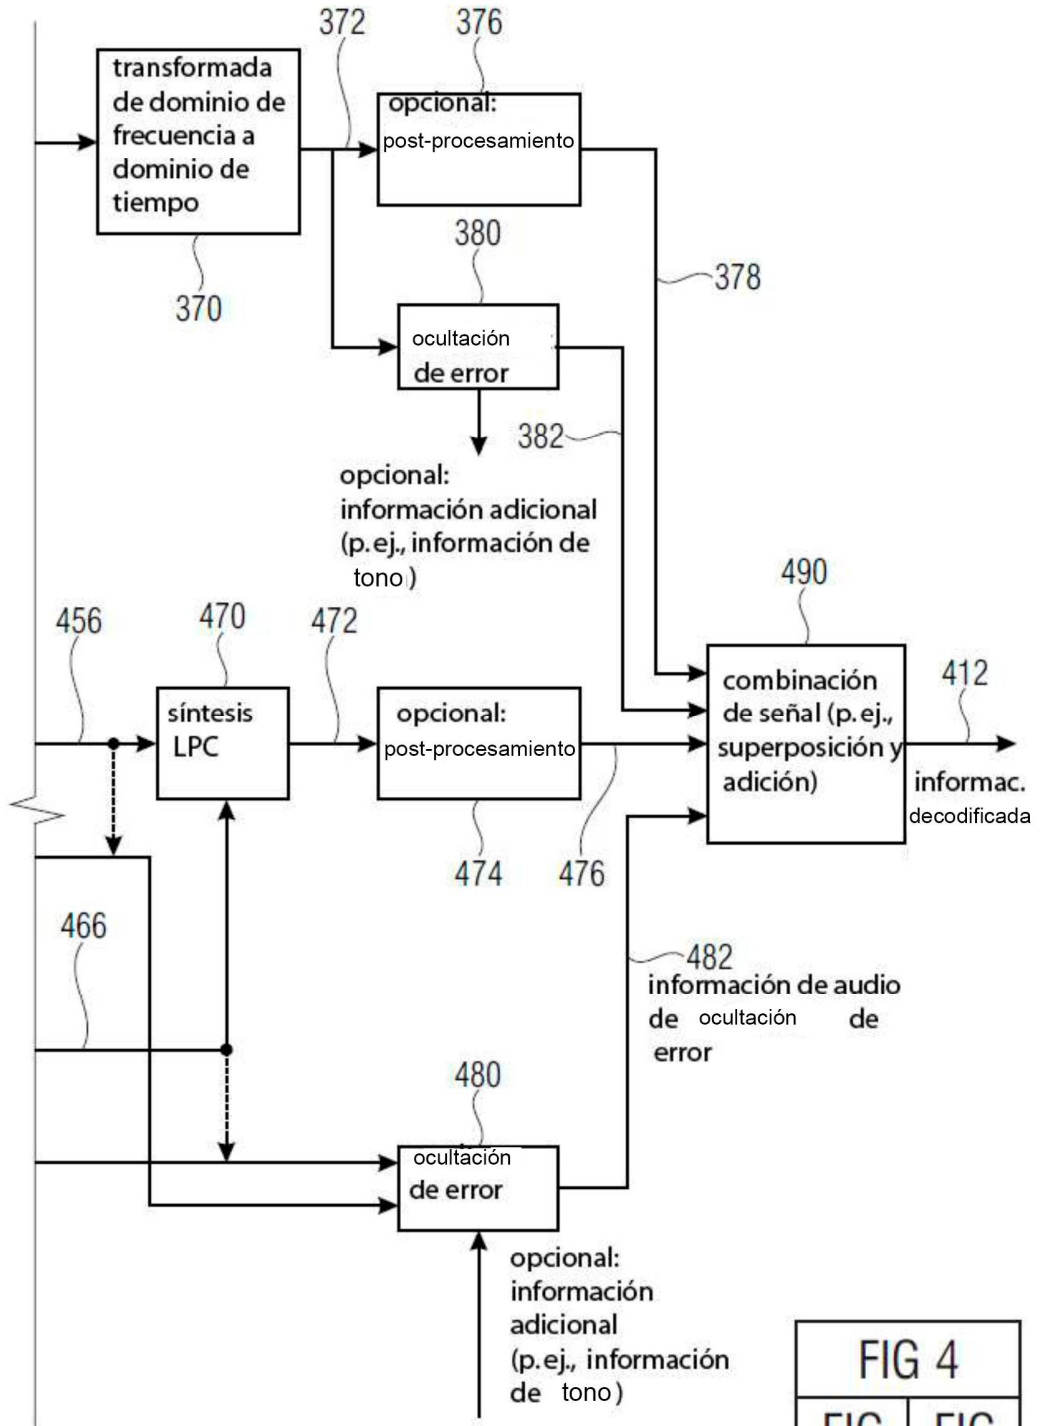 372
376
transformada
de dominio de
frecuencia a
dominio de
tiempo
opcional:
post-procesamiento
370
380
378
ocultación
de error
382
opcional:
información adicional
(p. ej., información de
tono )
490
456
470
472
412
síntesis
LPC
opcional:
post-procesamiento
combinación
de señal (p. ej.,
superposición y
adición)
informac.
decodificada
474
476
466
482
información de audio
de ocultación de
error
480
ocultación
de error
opcional:
información
adicional
(p. ej., información
de tono )
FIG 4
FIG FIG